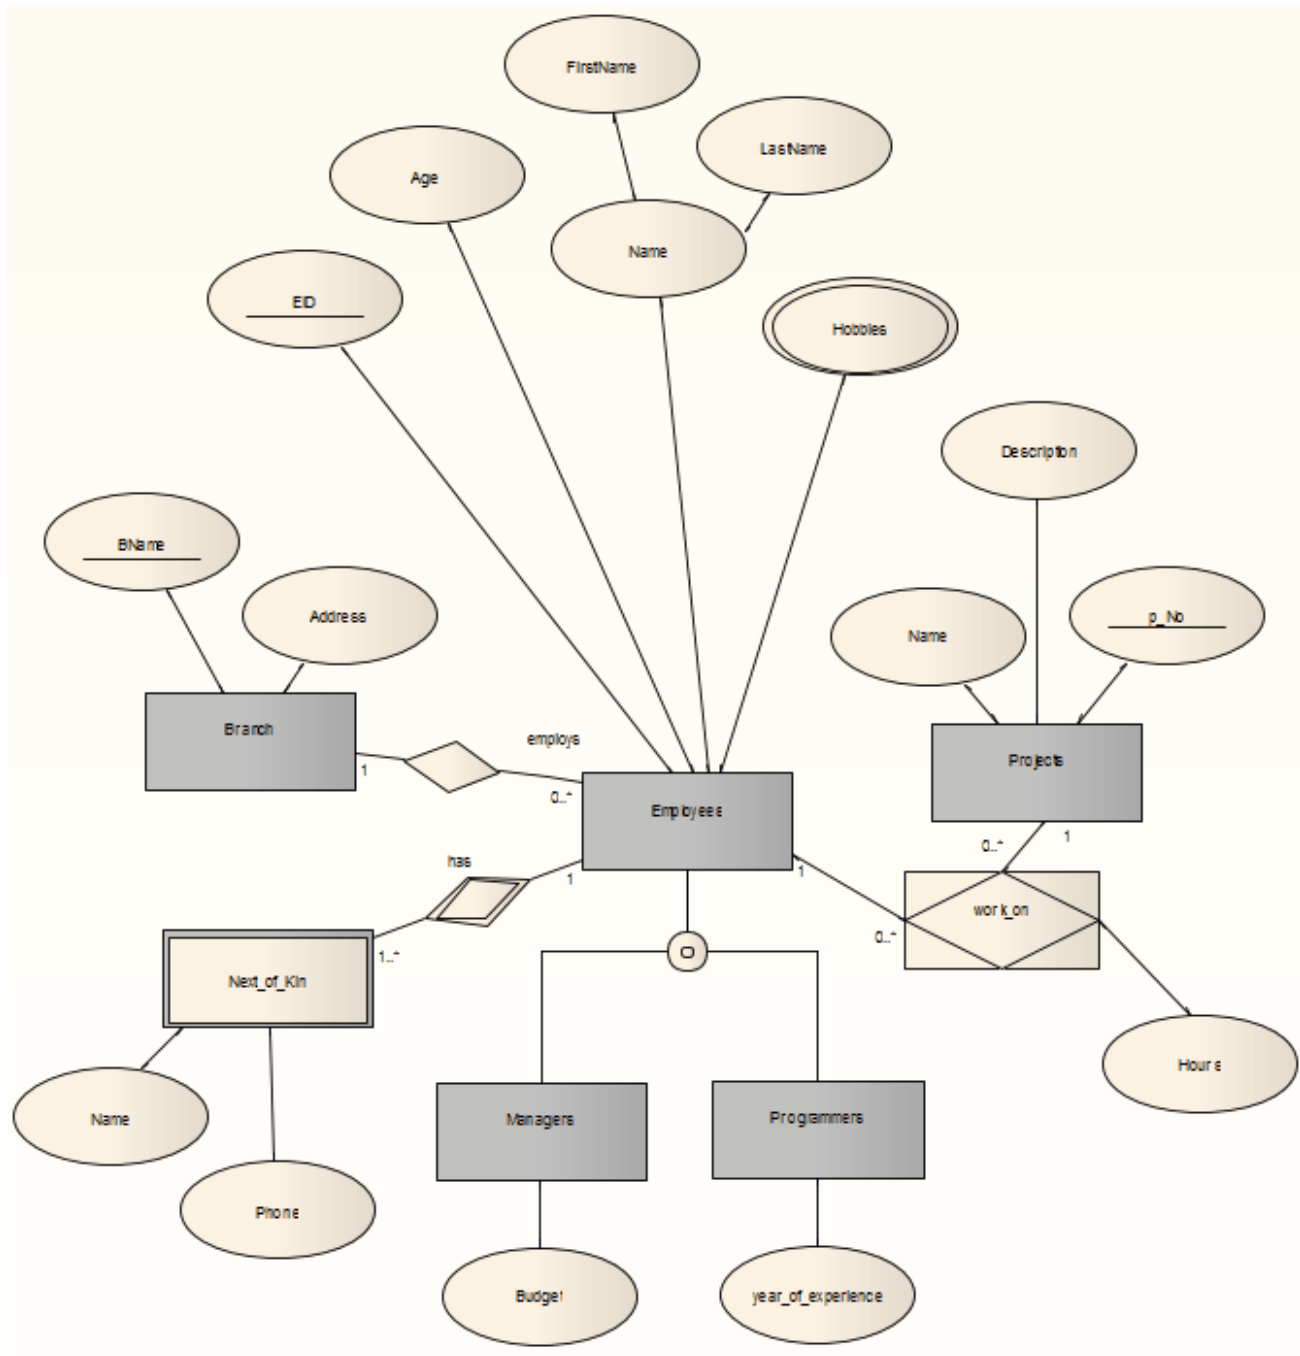 FirstName
LastName
Age
Name
EID
Hobbies
Description
BName
Address
Name
p_No
Branch
employs
Projects
1
0..*
Employees
1
0..*
has
1
1
work_on
0..*
1..*
Next_of_Kin
Hours
Name
Managers
Programmers
Phone
Budget
year_of_experience